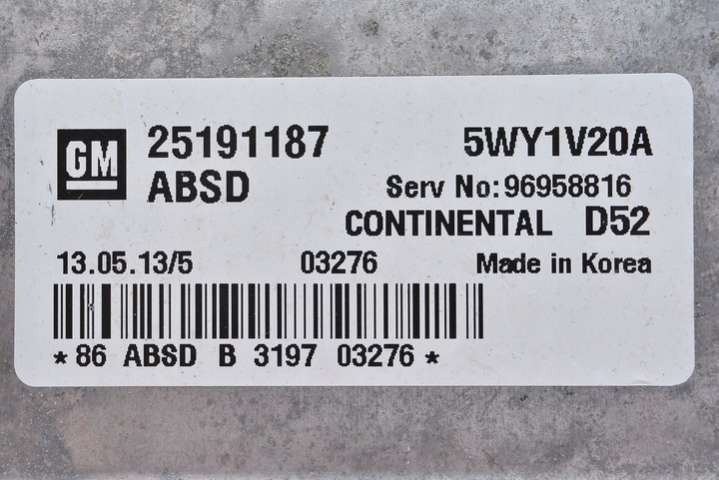 GM 25191187 5WY1V20A
ABSD Serv No: 96958816
CONTINENTAL D52
13.05.13/5 03276 Made in Korea
*86 ABSD B 3197 03276*